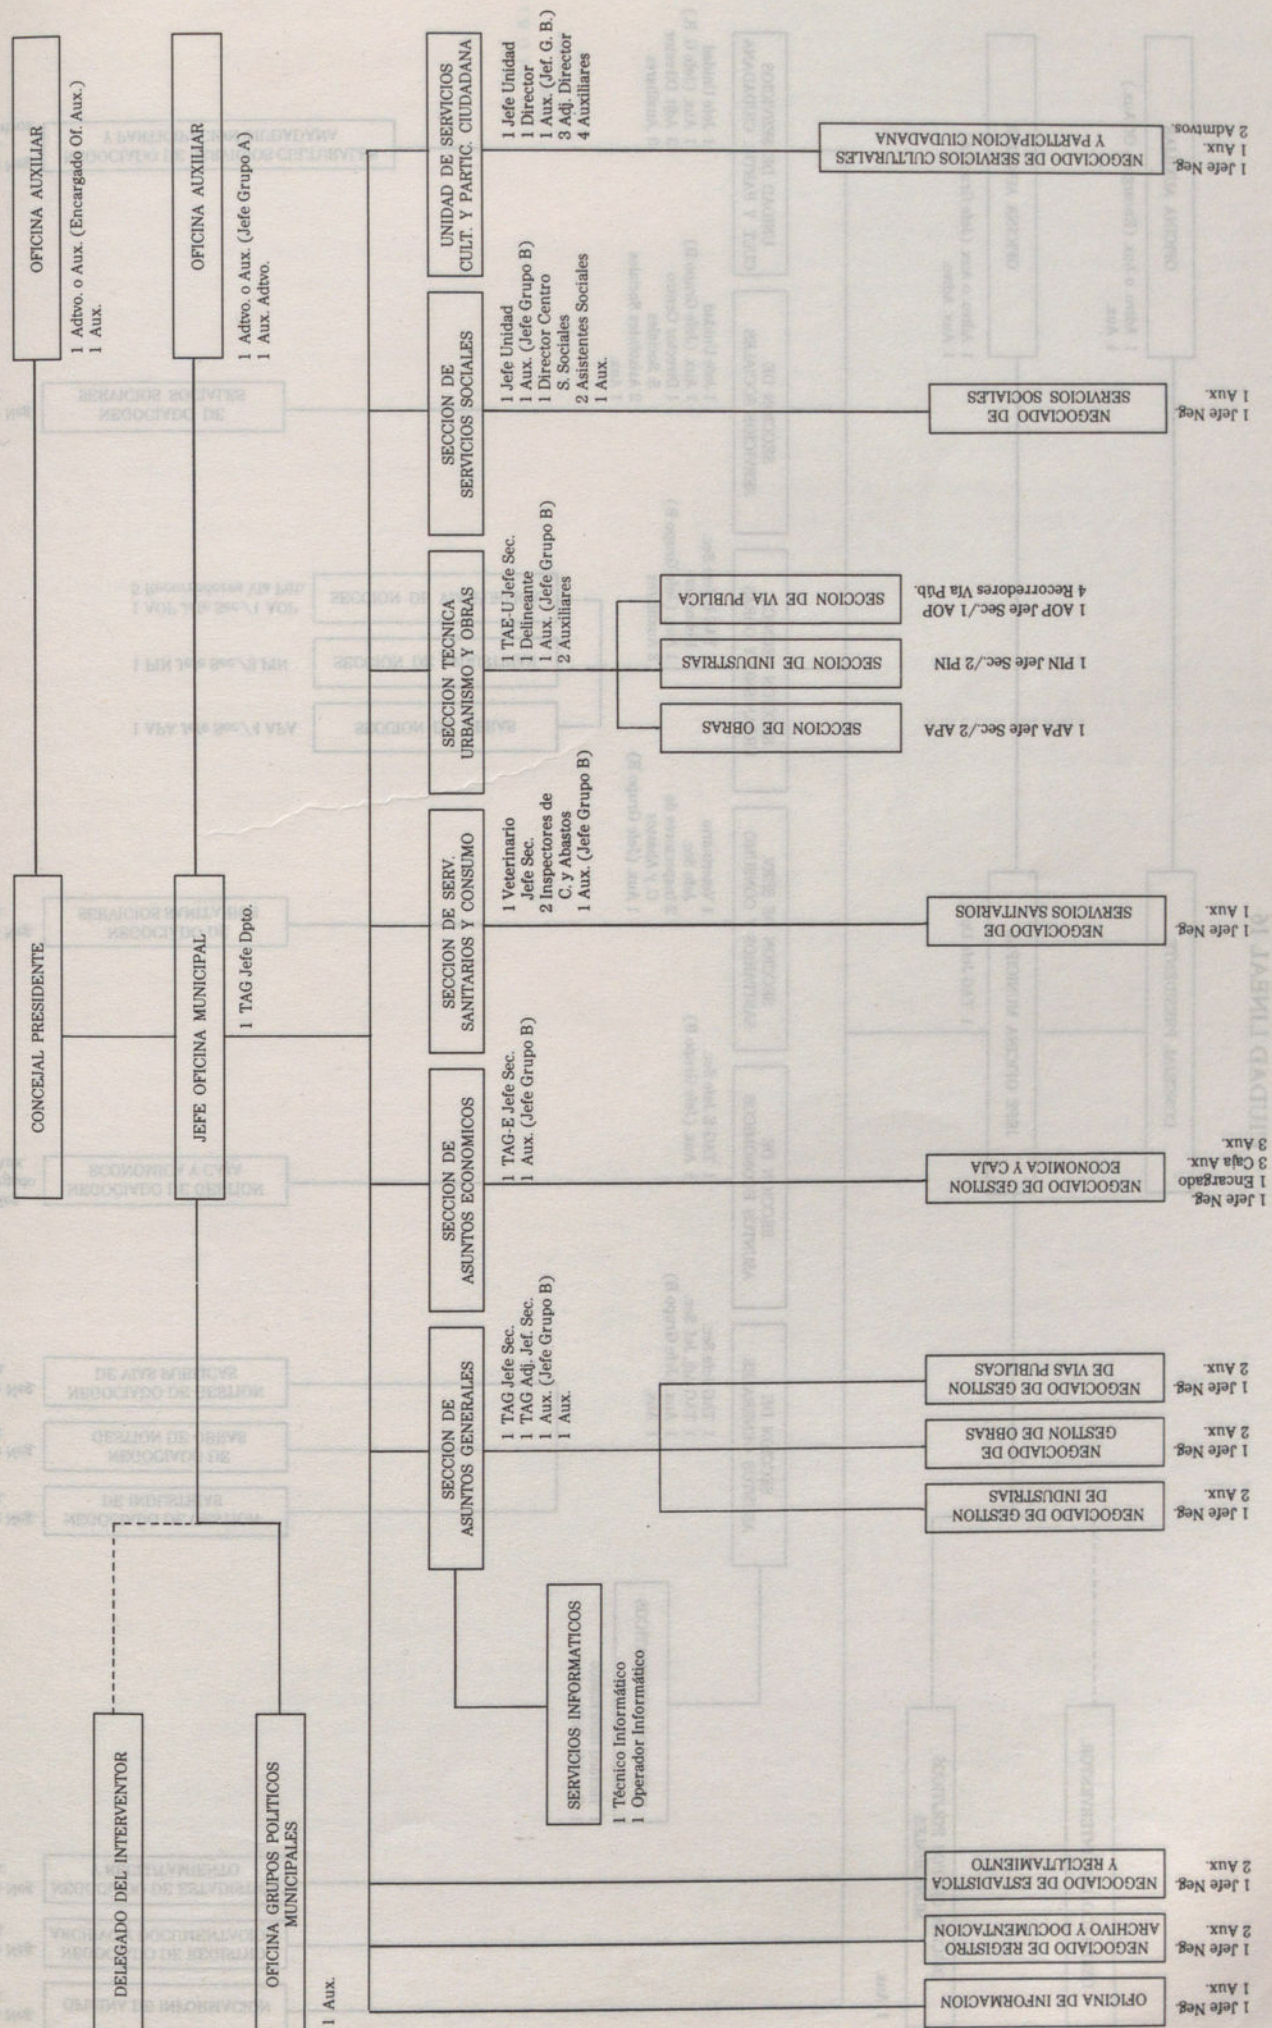 CONCEJAL PRESIDENTE
OFICINA AUXILIAR
1 Adtvo. o Aux. (Encargado Of. Aux.)
1 Aux.
DELEGADO DEL INTERVENTOR
JEFE OFICINA MUNICIPAL
1 TAG Jefe Dpto.
OFICINA AUXILIAR
1 Adtvo. o Aux. (Jefe Grupo A)
1 Aux. Adtvo.
OFICINA GRUPOS POLITICOS
MUNICIPALES
1 Aux.
SECCION DE
ASUNTOS GENERALES
1 TAG Jefe Sec.
1 TAG Adj. Jef. Sec.
1 Aux. (Jefe Grupo B)
1 Aux.
SECCION DE
ASUNTOS ECONOMICOS
1 TAG-E Jefe Sec.
1 Aux. (Jefe Grupo B)
SECCION DE SERV.
SANITARIOS Y CONSUMO
1 Veterinario
Jefe Sec.
2 Inspectores de
C. y Abastos
1 Aux. (Jefe Grupo B)
SECCION TECNICA
URBANISMO Y OBRAS
1 TAE-U Jefe Sec.
1 Delineante
1 Aux. (Jefe Grupo B)
2 Auxiliares
SECCION DE
SERVICIOS SOCIALES
1 Jefe Unidad
1 Aux. (Jefe Grupo B)
1 Director Centro
S. Sociales
2 Asistentes Sociales
1 Aux.
UNIDAD DE SERVICIOS
CULT. Y PARTIC. CIUDADANA
1 Jefe Unidad
1 Director
1 Aux. (Jef. G. B.)
3 Adj. Director
4 Auxiliares
SERVICIOS INFORMATICOS
1 Técnico Informático
1 Operador Informático
SECCION DE OBRAS
1 APA Jefe Sec./2 APA
SECCION DE INDUSTRIAS
1 PIN Jefe Sec./2 PIN
SECCION DE VIA PUBLICA
1 AOP Jefe Sec./1 AOP
4 Recorredores Vía Púb.
OFICINA DE INFORMACION
1 Jefe Neg.
1 Aux.
NEGOCIADO DE REGISTRO
ARCHIVO Y DOCUMENTACION
1 Jefe Neg.
2 Aux.
NEGOCIADO DE ESTADISTICA
Y RECLUTAMIENTO
1 Jefe Neg.
2 Aux.
NEGOCIADO DE GESTION
DE INDUSTRIAS
1 Jefe Neg.
2 Aux.
NEGOCIADO DE
GESTION DE OBRAS
1 Jefe Neg.
2 Aux.
NEGOCIADO DE GESTION
DE VIAS PUBLICAS
1 Jefe Neg.
2 Aux.
NEGOCIADO DE GESTION
ECONOMICA Y CAJA
1 Jefe Neg.
1 Encargado
3 Caja Aux.
3 Aux.
NEGOCIADO DE
SERVICIOS SANITARIOS
1 Jefe Neg.
1 Aux.
NEGOCIADO DE
SERVICIOS SOCIALES
1 Jefe Neg.
1 Aux.
NEGOCIADO DE SERVICIOS CULTURALES
Y PARTICIPACION CIUDADANA
1 Jefe Neg.
1 Aux.
2 Admtvos.